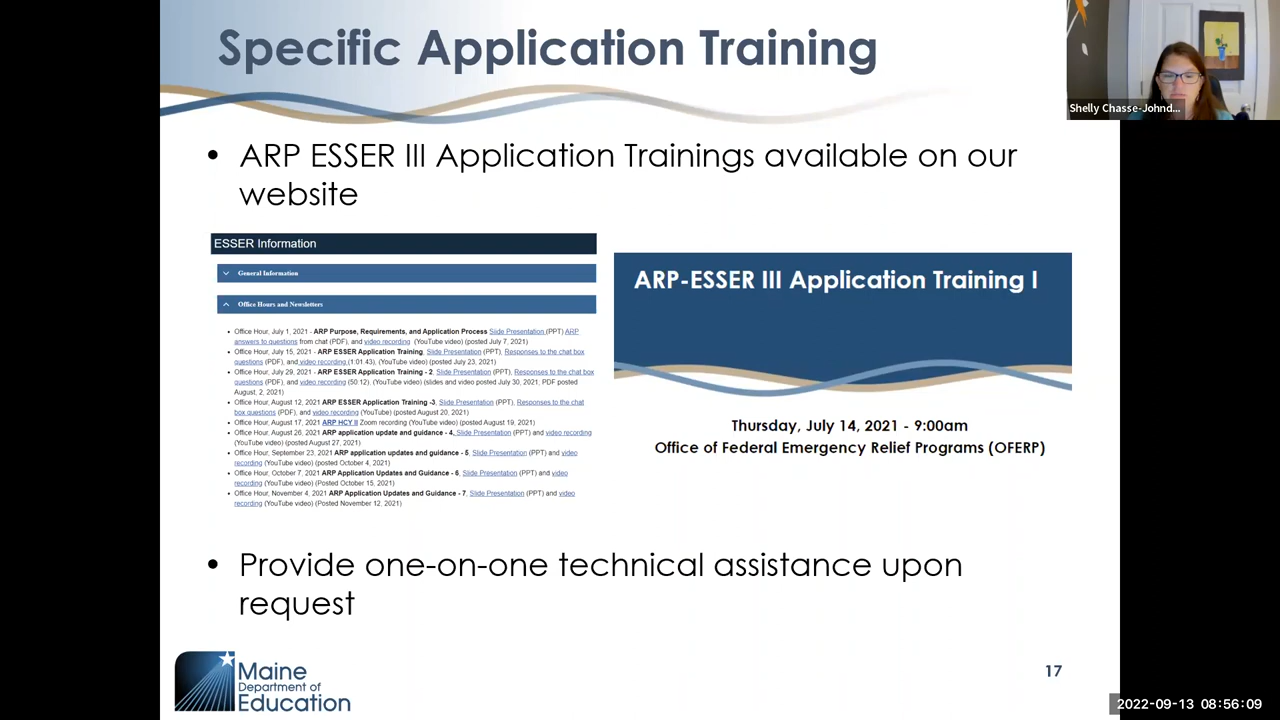 Specific Application Training
Shelly Chasse-Johnd...
• ARP ESSER III Application Trainings available on our
website
ESSER Information
General Information
Office Hours and Newsletters
• Office Hour, July 1, 2021 - ARP Purpose, Requirements, and Application Process Slide Presentation (PPT) ARP
answers to questions from chat (PDF), and video recording (YouTube video) (posted July 7, 2021)
• Office Hour, July 15, 2021 - ARP ESSER Application Training, Slide Presentation (PPT), Responses to the chat box
questions (PDF), and video recording (1:01:43), (YouTube video) (posted July 23, 2021)
• Office Hour, July 29, 2021 - ARP ESSER Application Training - 2, Slide Presentation (PPT), Responses to the chat box
questions (PDF), and video recording (50:12), (YouTube video) (slides and video posted July 30, 2021; PDF posted
August, 2, 2021)
• Office Hour, August 12, 2021 ARP ESSER Application Training -3, Slide Presentation (PPT), Responses to the chat
box questions (PDF), and video recording (YouTube) (posted August 20, 2021)
• Office Hour, August 17, 2021 ARP HCY II Zoom recording (YouTube video) (posted August 19, 2021)
• Office Hour, August 26, 2021 ARP application update and guidance - 4, Slide Presentation (PPT) and video recording
(YouTube video) (posted August 27, 2021)
• Office Hour, September 23, 2021 ARP application updates and guidance - 5, Slide Presentation (PPT) and video
recording (YouTube video) (posted October 4, 2021)
• Office Hour, October 7, 2021 ARP Application Updates and Guidance - 6, Slide Presentation (PPT) and video
recording (YouTube video) (Posted October 15, 2021)
• Office Hour, November 4, 2021 ARP Application Updates and Guidance - 7, Slide Presentation (PPT) and video
recording (YouTube video) (Posted November 12, 2021)
ARP-ESSER III Application Training I
Thursday, July 14, 2021 - 9:00am
Office of Federal Emergency Relief Programs (OFERP)
• Provide one-on-one technical assistance upon
request
Maine
Department of
Education
17
2022-09-13 08:56:09